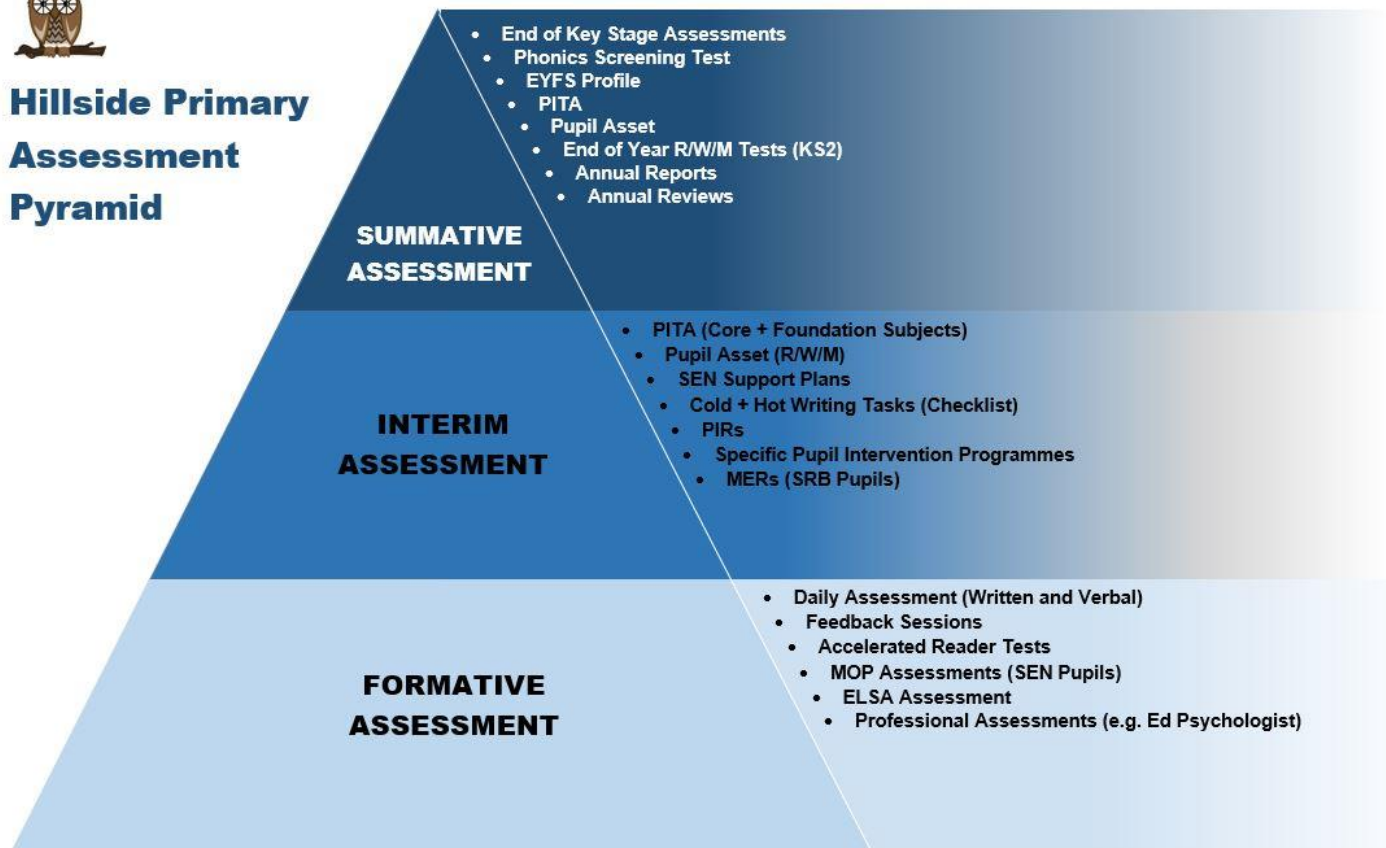 Hillside Primary
Assessment
Pyramid
• End of Key Stage Assessments
• Phonics Screening Test
• EYFS Profile
• PITA
• Pupil Asset
• End of Year R/W/M Tests (KS2)
• Annual Reports
• Annual Reviews
SUMMATIVE
ASSESSMENT
• PITA (Core + Foundation Subjects)
• Pupil Asset (R/W/M)
• SEN Support Plans
• Cold + Hot Writing Tasks (Checklist)
• PIRs
• Specific Pupil Intervention Programmes
• MERs (SRB Pupils)
INTERIM
ASSESSMENT
• Daily Assessment (Written and Verbal)
• Feedback Sessions
• Accelerated Reader Tests
• MOP Assessments (SEN Pupils)
• ELSA Assessment
• Professional Assessments (e.g. Ed Psychologist)
FORMATIVE
ASSESSMENT